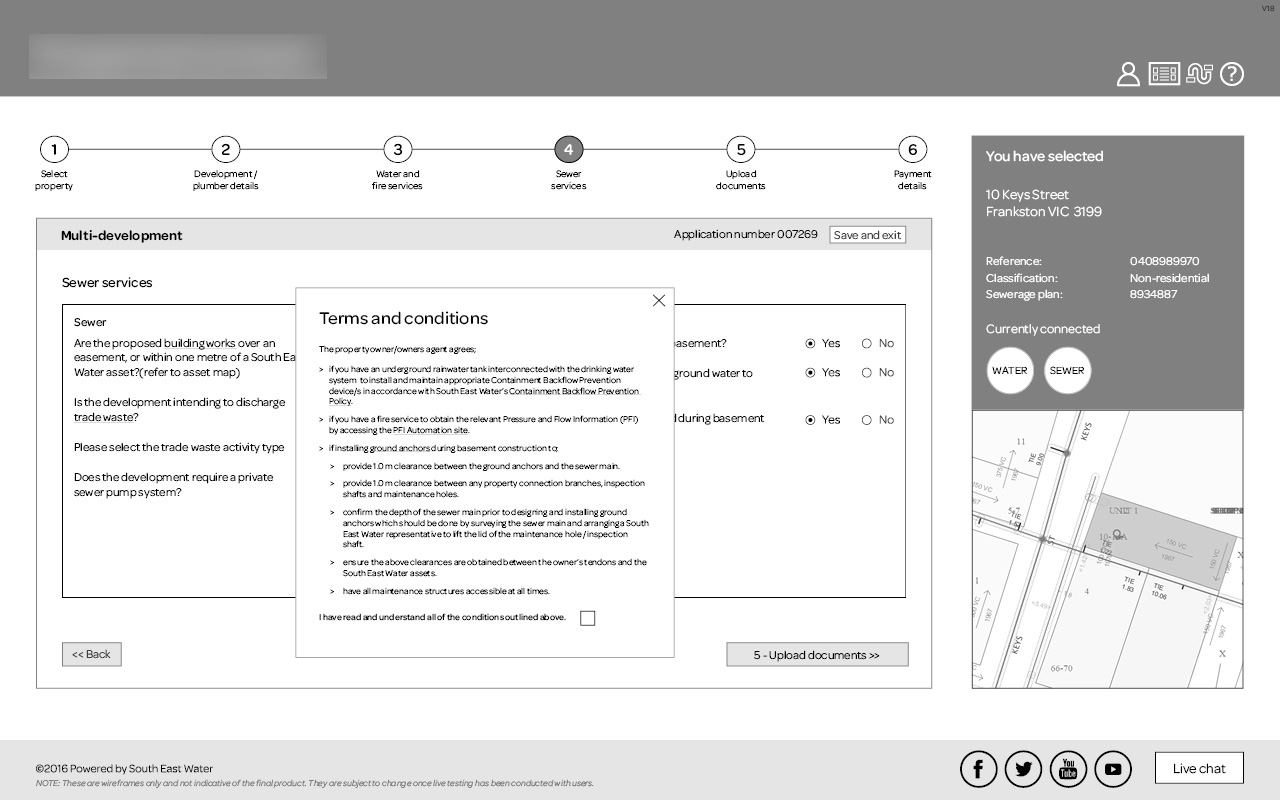 V18
1
2
3
4
5
6
Select
property
Development /
plumber details
Water and
fire services
Sewer
services
Upload
documents
Payment
details
Multi-development
Application number 007269
Save and exit
Sewer services
Sewer
Are the proposed building works over an
easement, or within one metre of a South Ea
Water asset?(refer to asset map)
Is the development intending to discharge
trade waste?
Please select the trade waste activity type
Does the development require a private
sewer pump system?
asement?
Yes
No
ground water to
Yes
No
d during basement
Yes
No
Terms and conditions
The property owner/owners agent agrees;
> if you have an underground rainwater tank interconnected with the drinking water
system to install and maintain appropriate Containment Backflow Prevention
device/s in accordance with South East Water's Containment Backflow Prevention
Policy.
> if you have a fire service to obtain the relevant Pressure and Flow Information (PFI)
by accessing the PFI Automation site.
> if installing ground anchors during basement construction to;
> provide 1.0 m clearance between the ground anchors and the sewer main.
> provide 1.0 m clearance between any property connection branches, inspection
shafts and maintenance holes.
> confirm the depth of the sewer main prior to designing and installing ground
anchors which should be done by surveying the sewer main and arranging a South
East Water representative to lift the lid of the maintenance hole / inspection
shaft.
> ensure the above clearances are obtained between the owner's tendons and the
South East Water assets.
> have all maintenance structures accessible at all times.
I have read and understand all of the conditions outlined above.
<< Back
5 - Upload documents >>
You have selected
10 Keys Street
Frankston VIC 3199
Reference: 0408989970
Classification: Non-residential
Sewerage plan: 8934887
Currently connected
WATER
SEWER
KEYS
11
TIE
9.00
375 VC
1967
150 VC
UNIT 1
ST
150 VC
1967
150 VC
TIE
1.83
TIE
10.06
4
1
1967
150 VC
1967
X
X
KEYS
66-70
©2016 Powered by South East Water
NOTE: These are wireframes only and not indicative of the final product. They are subject to change once live testing has been conducted with users.
You
Tube
Live chat